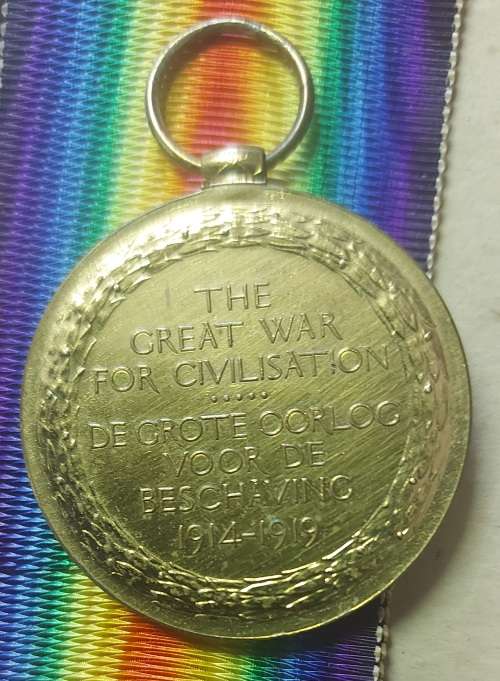 THE
GREAT WAR
FOR CIVILISATION
.....
DE GROTE OORLOG
VOOR DE
BESCHAVING
1914-1919